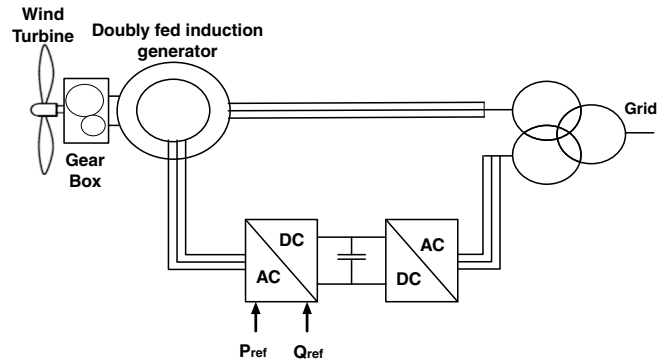 Wind
Turbine
Doubly fed induction
generator
Grid
Gear
Box
DC
AC
AC
DC
Pref
Qref